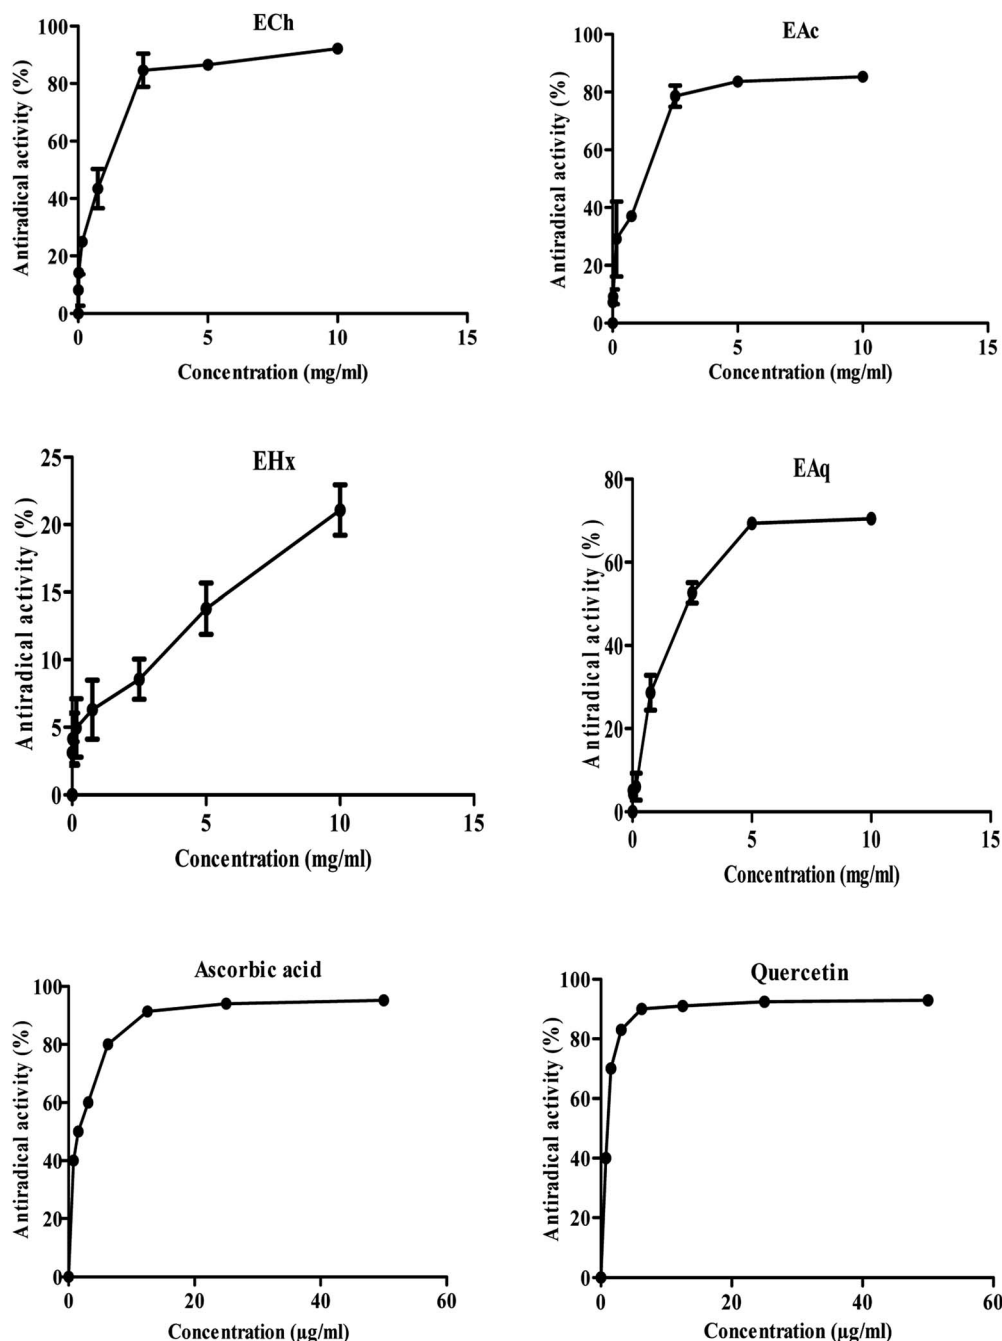 ECh
Antiradical activity (%)
100
80
60
40
20
0
0 5 10 15
Concentration (mg/ml)
EAc
Antiradical activity (%)
100
80
60
40
20
0
0 5 10 15
Concentration (mg/ml)
EHx
Antiradical activity (%)
25
20
15
10
5
0
0 5 10 15
Concentration (mg/ml)
EAq
Antiradical activity (%)
80
60
40
20
0
0 5 10 15
Concentration (mg/ml)
Ascorbic acid
Antiradical activity (%)
100
80
60
40
20
0
0 20 40 60
Concentration (µg/ml)
Quercetin
Antiradical activity (%)
100
80
60
40
20
0
0 20 40 60
Concentration (µg/ml)